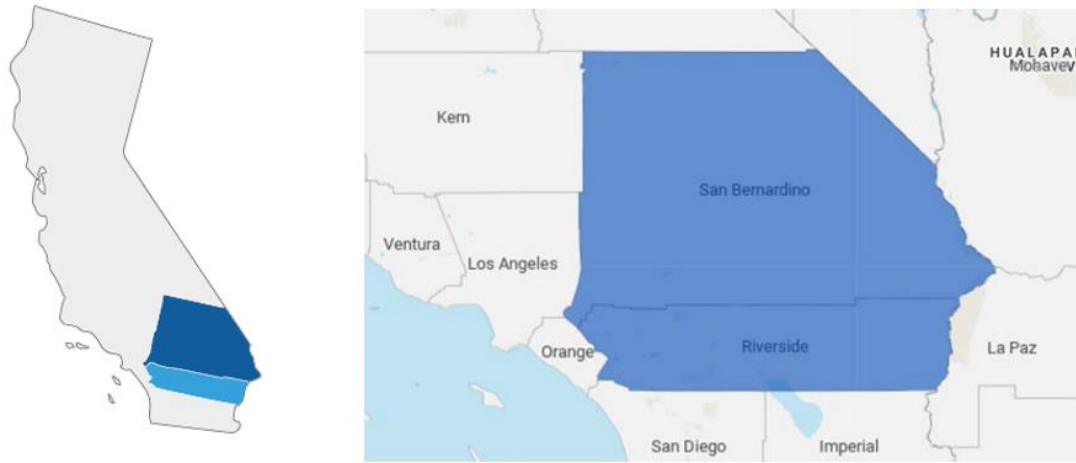 HUALAPAI
Mohave
Kern
San Bernardino
Ventura
Los Angeles
Orange
Riverside
La Paz
San Diego
Imperial